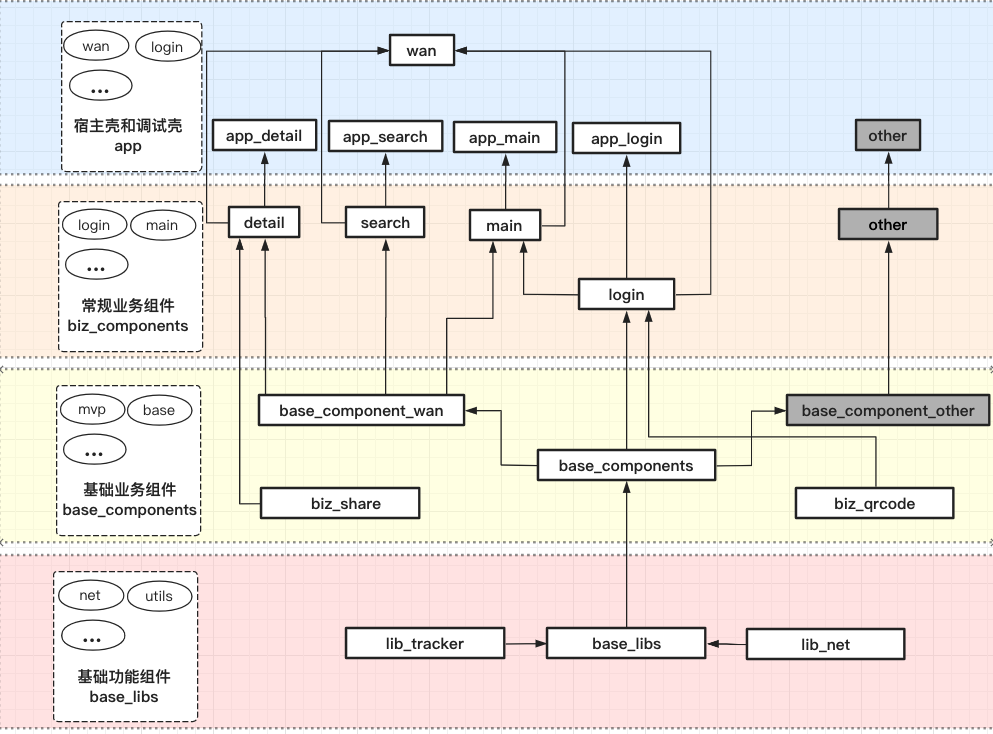 wan
login
...
宿主壳和调试壳
app
wan
app_detail
app_search
app_main
app_login
other
login
main
...
常规业务组件
biz_components
detail
search
main
login
other
mvp
base
...
基础业务组件
base_components
base_component_wan
base_component_other
base_components
biz_share
biz_qrcode
net
utils
...
基础功能组件
base_libs
lib_tracker
base_libs
lib_net